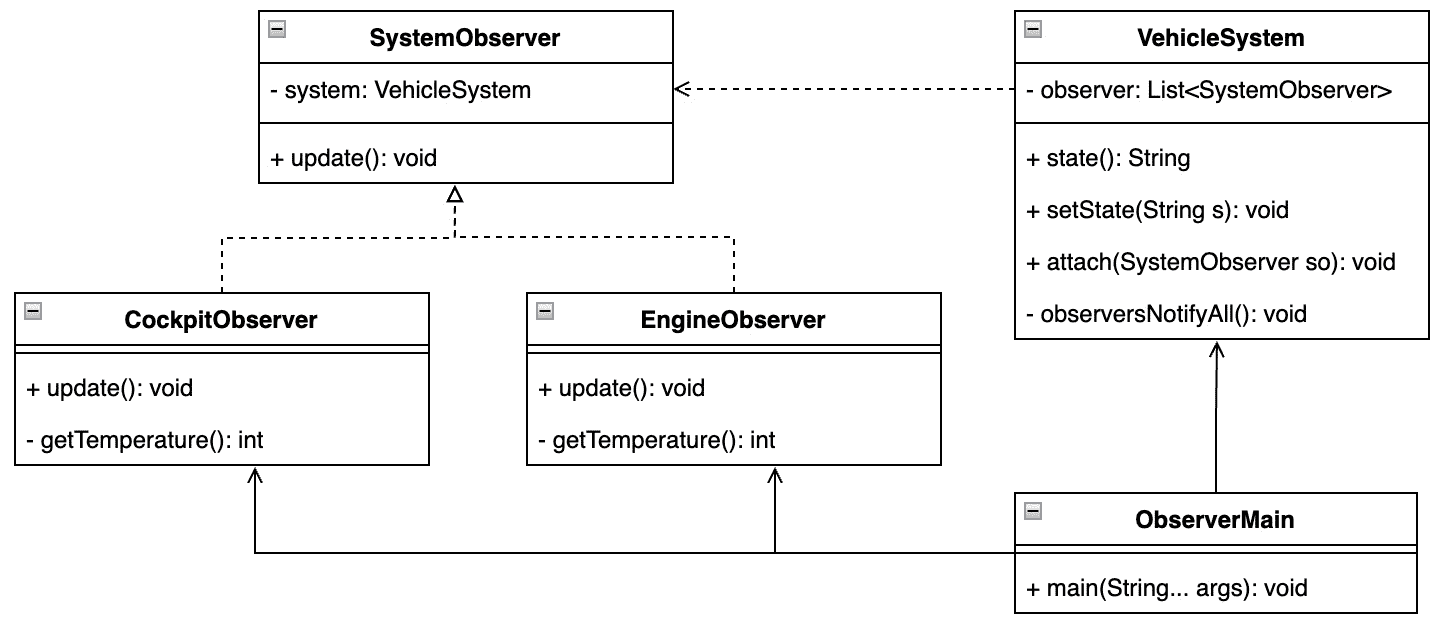 SystemObserver
- system: VehicleSystem
+ update(): void
VehicleSystem
- observer: List<SystemObserver>
+ state(): String
+ setState(String s): void
+ attach(SystemObserver so): void
- observersNotifyAll(): void
CockpitObserver
+ update(): void
- getTemperature(): int
EngineObserver
+ update(): void
- getTemperature(): int
ObserverMain
+ main(String... args): void